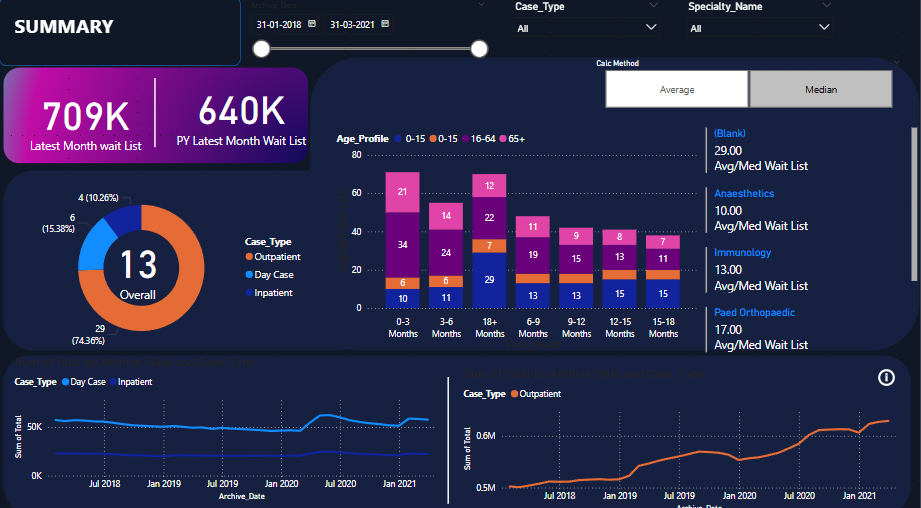 SUMMARY
Archive_Date
31-01-2018
31-03-2021
Case_Type
All
Specialty_Name
All
709K
Latest Month wait List
640K
PY Latest Month Wait List
Calc Method
Average
Median
4 (10.26%)
6
(15.38%)
13
Overall
29
(74.36%)
Case_Type
Outpatient
Day Case
Inpatient
Age_Profile 0-15 0-15 16-64 65+
80
60
40
20
0
21
34
6
10
14
24
6
11
12
22
7
29
11
19
13
9
15
13
8
13
15
7
11
15
0-3 Months
3-6 Months
18+ Months
6-9 Months
9-12 Months
12-15 Months
15-18 Months
(Blank)
29.00
Avg/Med Wait List
Anaesthetics
10.00
Avg/Med Wait List
Immunology
13.00
Avg/Med Wait List
Paed Orthopaedic
17.00
Avg/Med Wait List
Case_Type Day Case Inpatient
Sum of Total
50K
0K
Jul 2018 Jan 2019 Jul 2019 Jan 2020 Jul 2020 Jan 2021
Archive_Date
Case_Type Outpatient
Sum of Total
0.6M
0.5M
Jul 2018 Jan 2019 Jul 2019 Jan 2020 Jul 2020 Jan 2021
Archive_Date